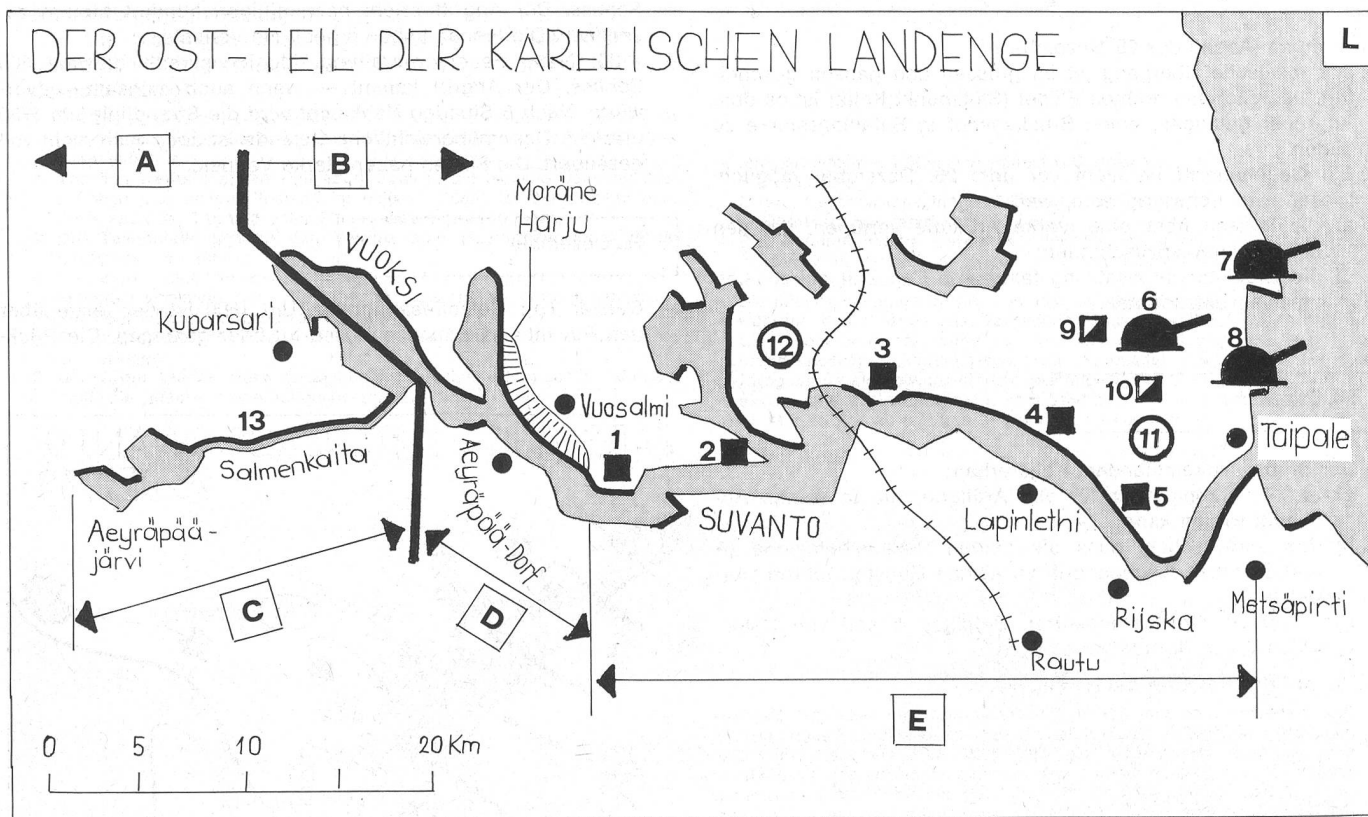 DER OSTTEIL DER KARELISCHEN LANDENGE
L
A
B
Moräne
Harju
VUOKSI
7
Kuparsari
6
9
8
12
3
10
Vuosalmi
4
11
Taipale
13
1
2
Salmenkaita
Aeyräpää-Dorf
5
SUVANTO
Lapinlethi
Aeyräpää-
järvi
C
D
Rijska
Metsäpirti
Rautu
E
0 5 10 20 Km